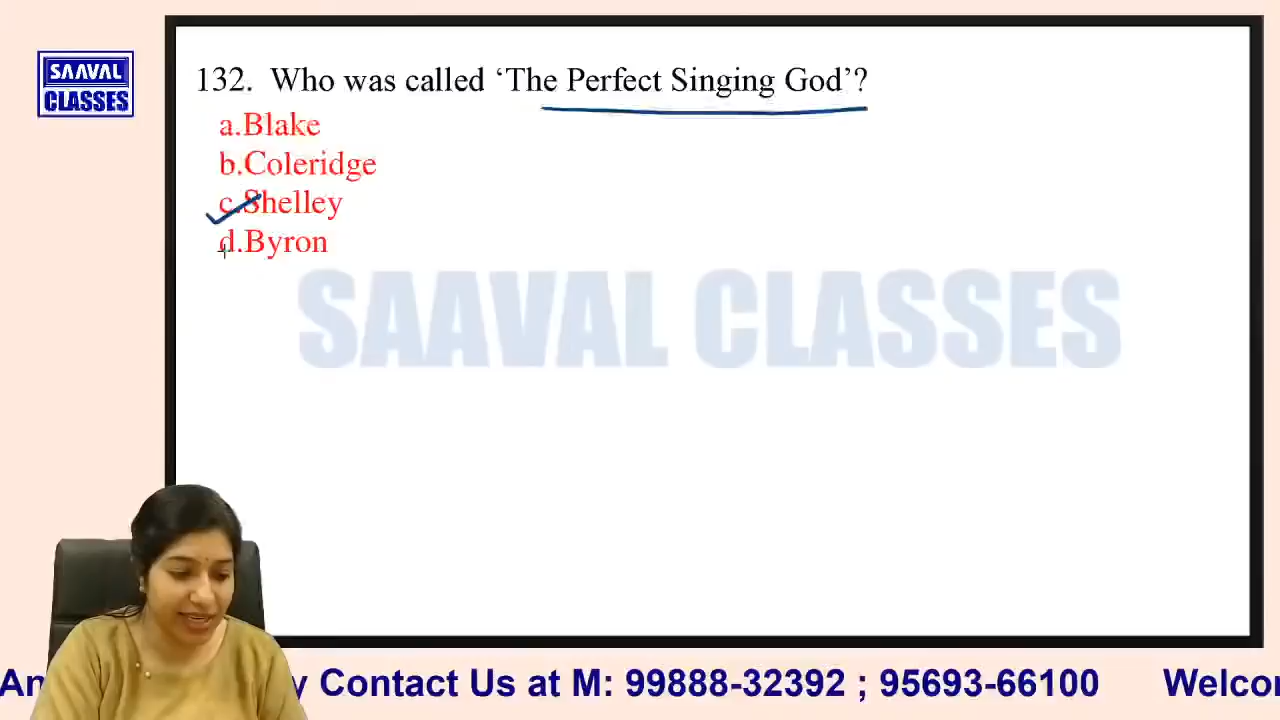 SAAVAL
CLASSES
132. Who was called ‘The Perfect Singing God’?
a.Blake
b.Coleridge
c.Shelley
d.Byron
SAAVAL CLASSES
y Contact Us at M: 99888-32392 ; 95693-66100 Welco